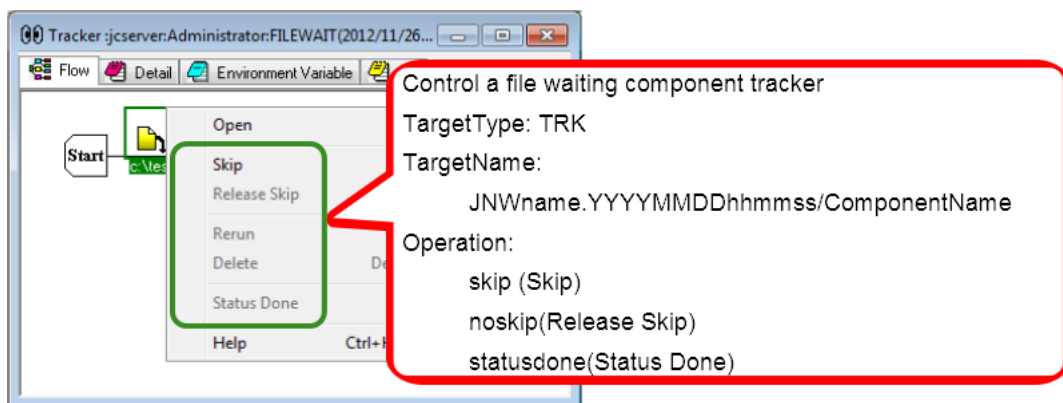 Tracker :jcserver:Administrator:FILEWAIT(2012/11/26...
Flow
Detail
Environment Variable
Start
c:\tes
Open
Skip
Release Skip
Rerun
Delete
De
Status Done
Help
Ctrl+H
Control a file waiting component tracker
TargetType: TRK
TargetName:
JNWname.YYYYMMDDhhmmss/ComponentName
Operation:
skip (Skip)
noskip(Release Skip)
statusdone(Status Done)